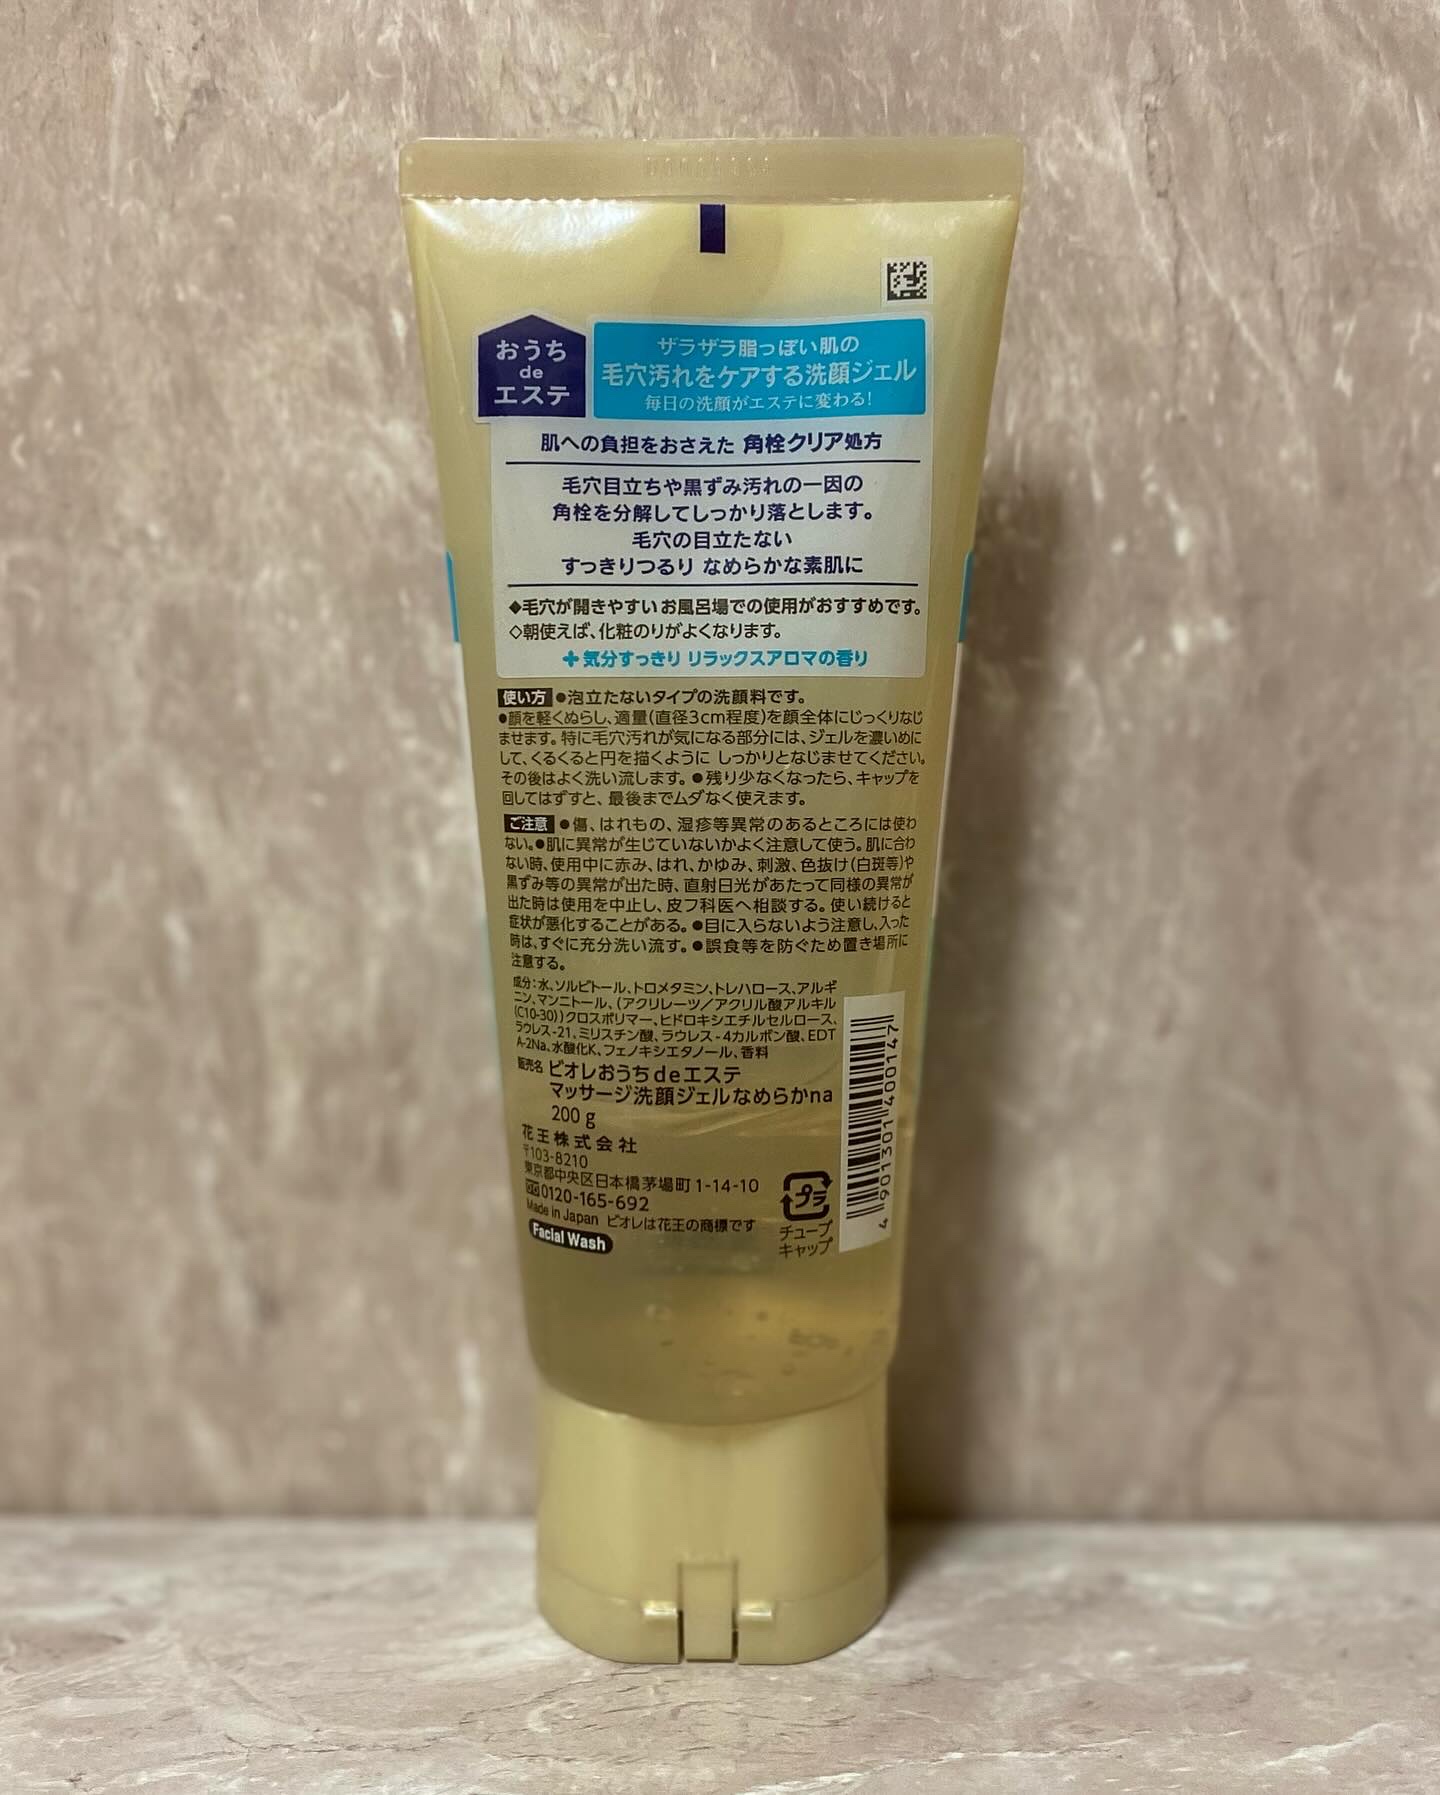 おうち
de
エステ
ザラザラ脂っぽい肌の
毛穴汚れをケアする洗顔ジェル
毎日の洗顔がエステに変わる!
肌への負担をおさえた 角栓クリア処方
毛穴目立ちや黒ずみ汚れの一因の
角栓を分解してしっかり落とします。
毛穴の目立たない
すっきりつるり なめらかな素肌に
◆毛穴が開きやすいお風呂場での使用がおすすめです。
◇朝使えば、化粧のりがよくなります。
+気分すっきり リラックスアロマの香り
使い方 ●泡立たないタイプの洗顔料です。
●顔を軽くぬらし、適量(直径3cm程度)を顔全体にじっくりなじ
ませます。特に毛穴汚れが気になる部分には、ジェルを濃いめに
して、くるくると円を描くように しっかりとなじませてください。
その後はよく洗い流します。●残り少なくなったら、キャップを
回してはずすと、最後までムダなく使えます。
ご注意 ●傷、はれもの、湿疹等異常のあるところには使わ
ない。●肌に異常が生じていないかよく注意して使う。肌に合わ
ない時、使用中に赤み、はれ、かゆみ、刺激、色抜け(白斑等)や
黒ずみ等の異常が出た時、直射日光があたって同様の異常が
出た時は使用を中止し、皮フ科医へ相談する。使い続けると
症状が悪化することがある。●目に入らないよう注意し、入った
時は、すぐに充分洗い流す。●誤食等を防ぐため置き場所に
注意する。
成分:水、ソルビトール、トロメタミン、トレハロース、アルギ
ニン、マンニトール、(アクリレーツ/アクリル酸アルキル
(C10-30))クロスポリマー、ヒドロキシエチルセルロース、
ラウレス-21、ミリスチン酸、ラウレス-4カルボン酸、EDT
A-2Na、水酸化K、フェノキシエタノール、香料
販売名 ビオレおうちdeエステ
マッサージ洗顔ジェルなめらかna
200 g
花王株式会社
〒103-8210
東京都中央区日本橋茅場町1-14-10
0120-165-692
Made in Japan ビオレは花王の商標です
Facial Wash
プラ
チューブ
キャップ
4 901301 400147